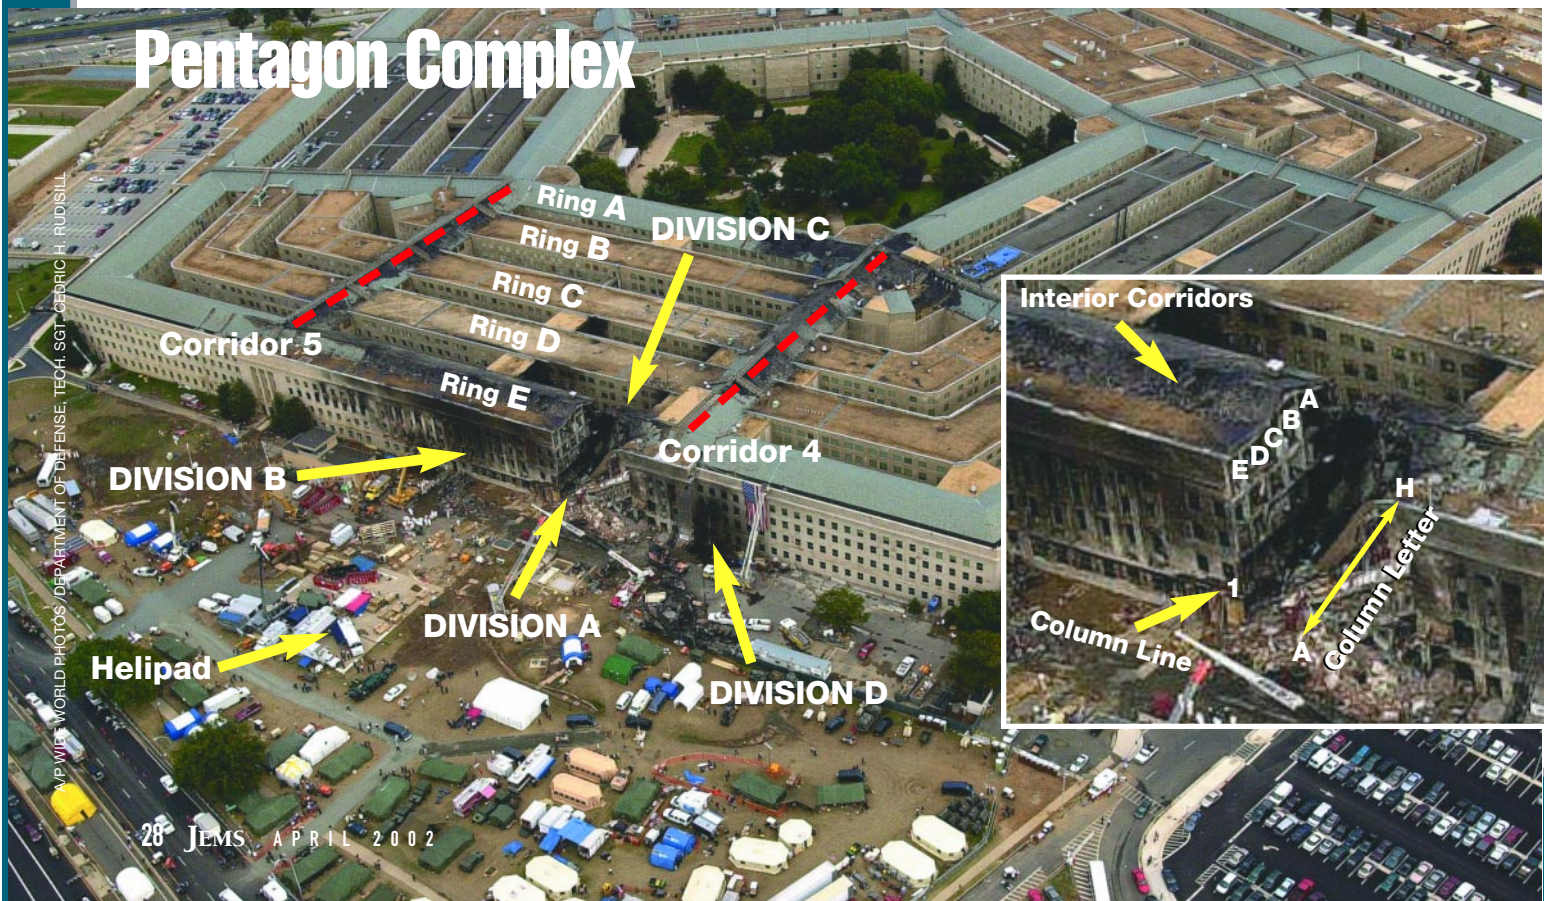 Pentagon Complex
Ring A
DIVISION C
Ring B
Ring C
Ring D
Corridor 5
Ring E
Corridor 4
DIVISION B
DIVISION A
Helipad
DIVISION D
Interior Corridors
A
B
C
D
E
H
1
Column Letter
Column Line
A
A/P WIDE WORLD PHOTOS /DEPARTMENT OF DEFENSE, TECH. SGT. CEDRIC H. RUDISILL
28 JEMS APRIL 2002